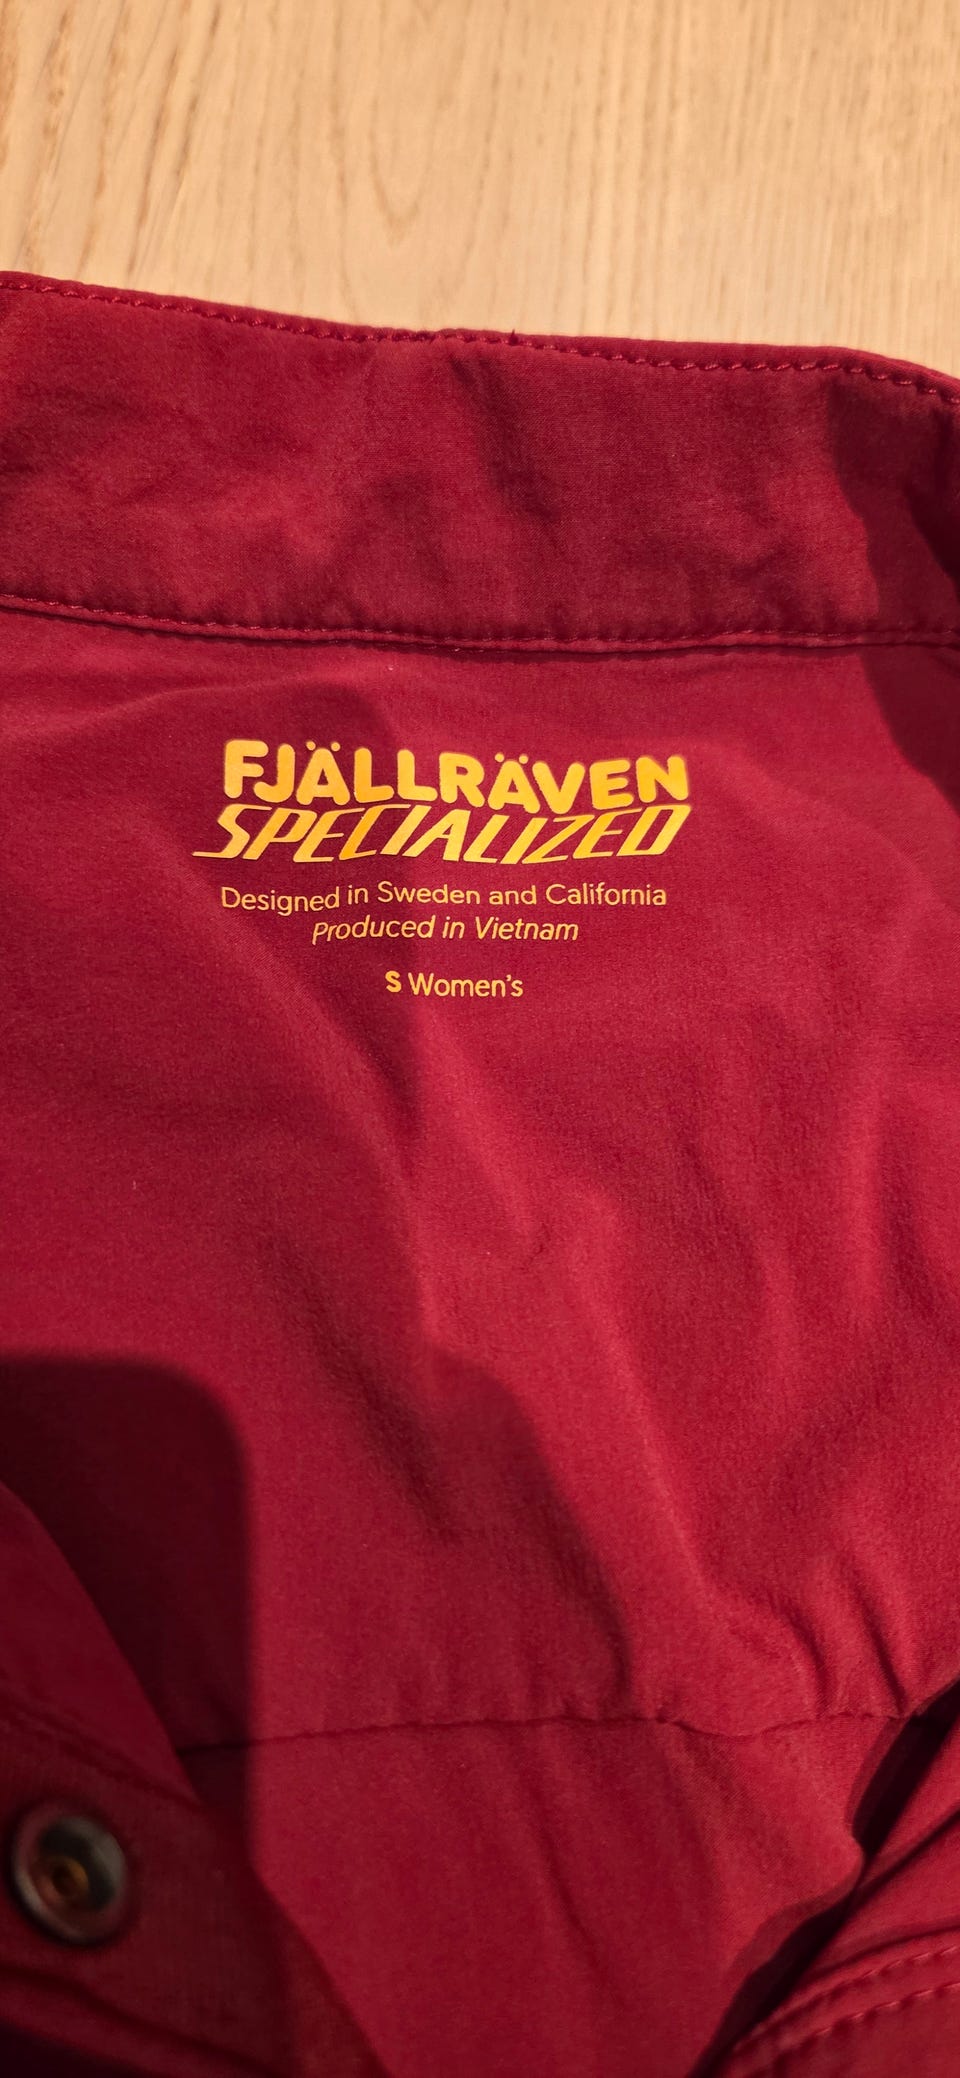 FJÄLLRÄVEN
SPECIALIZED
Designed in Sweden and California
Produced in Vietnam
S Women's